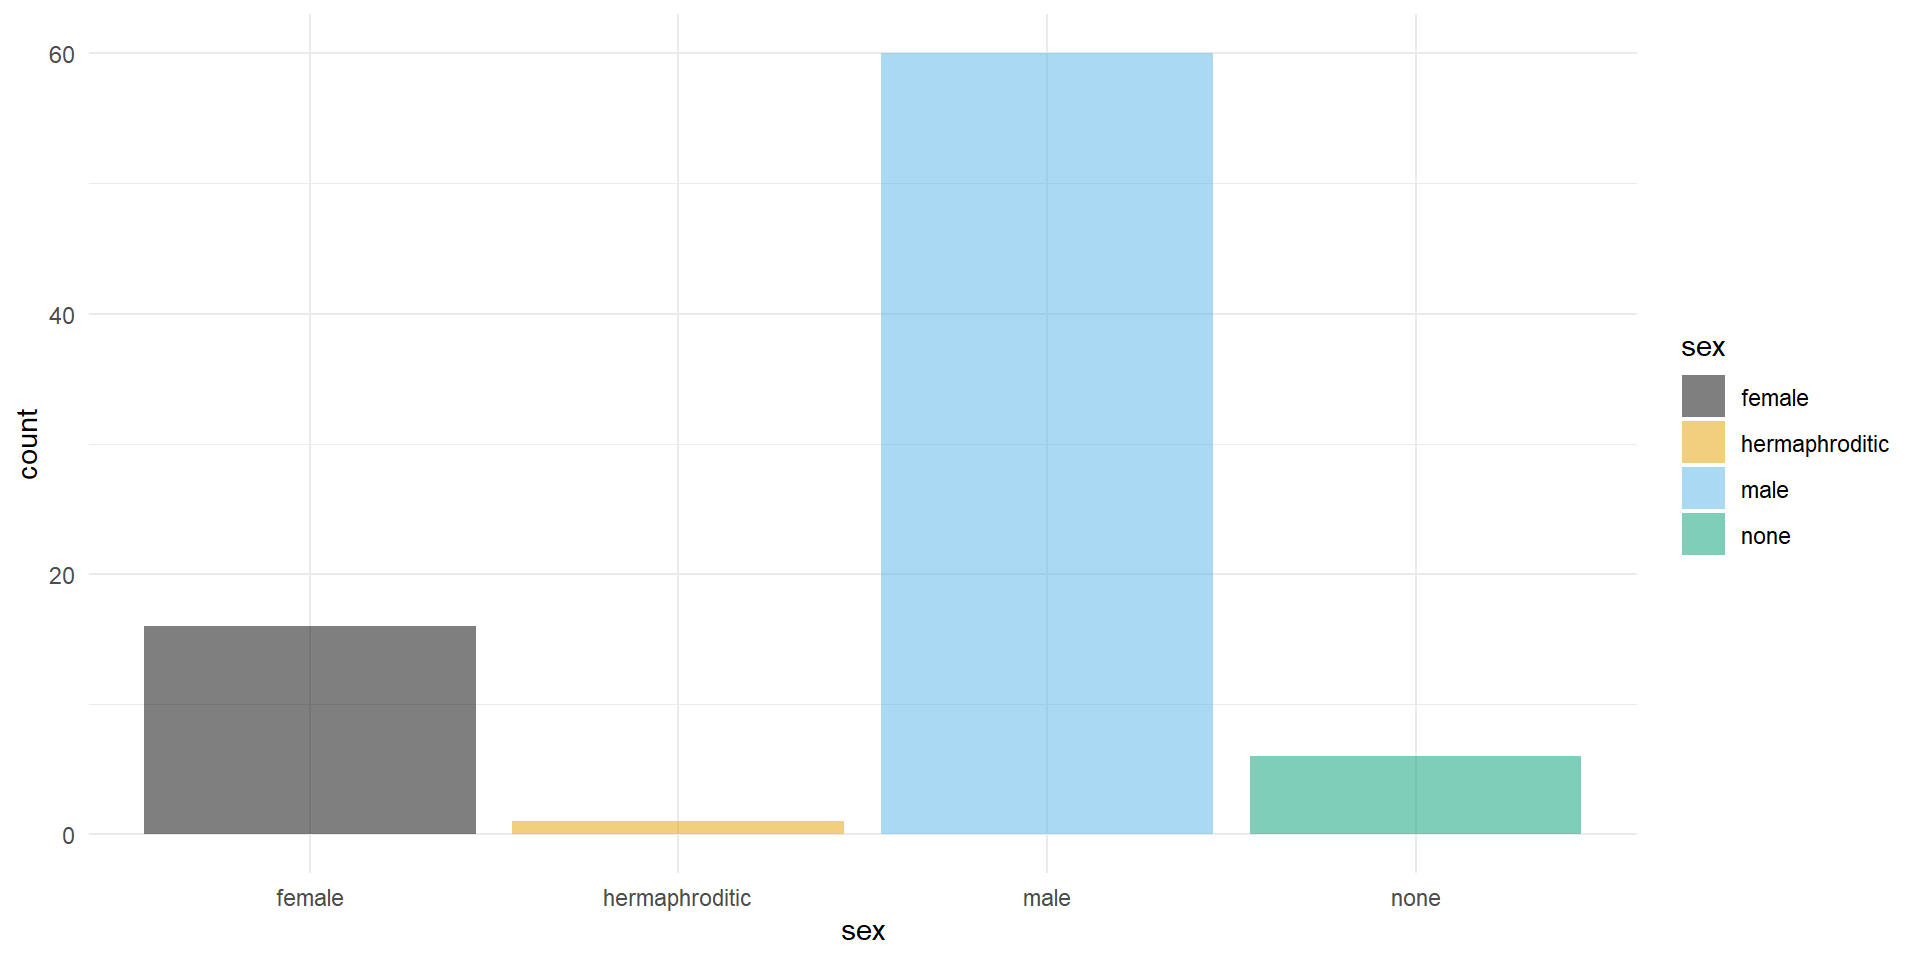 60
40
20
0
count
female
hermaphroditic
male
none
sex
sex
female
hermaphroditic
male
none